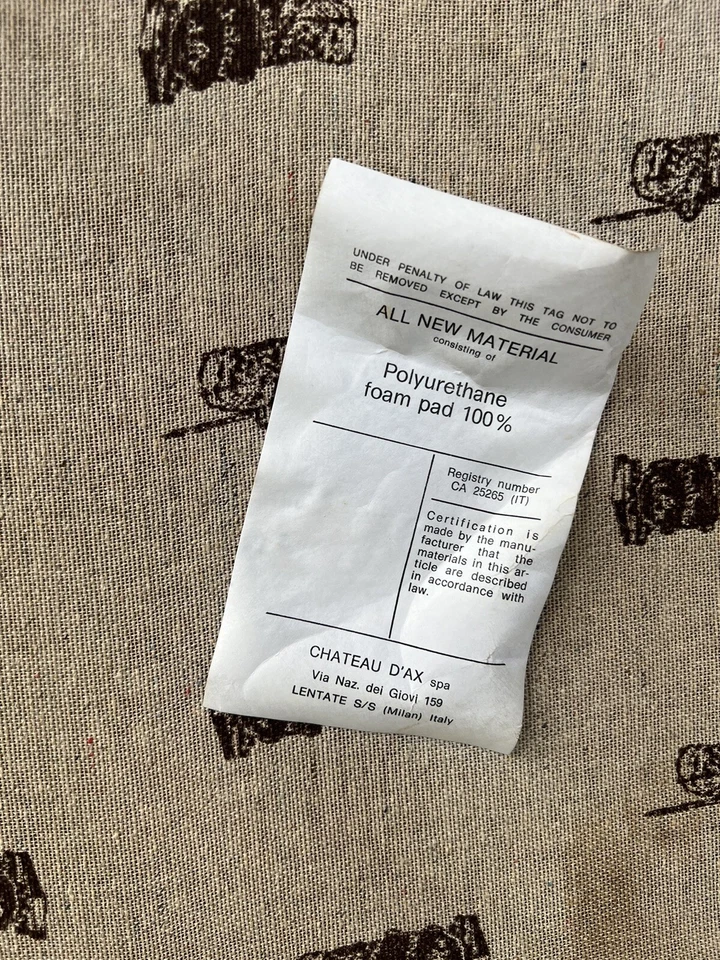 UNDER PENALTY OF LAW THIS TAG NOT TO
BE REMOVED EXCEPT BY THE CONSUMER
ALL NEW MATERIAL
consisting of
Polyurethane
foam pad 100%
Registry number
CA 25265 (IT)
Certification is
made by the manu-
facturer that the
materials in this ar-
ticle are described
in accordance with
law.
CHATEAU D'AX spa
Via Naz. dei Giovi 159
LENTATE S/S (Milan) Italy